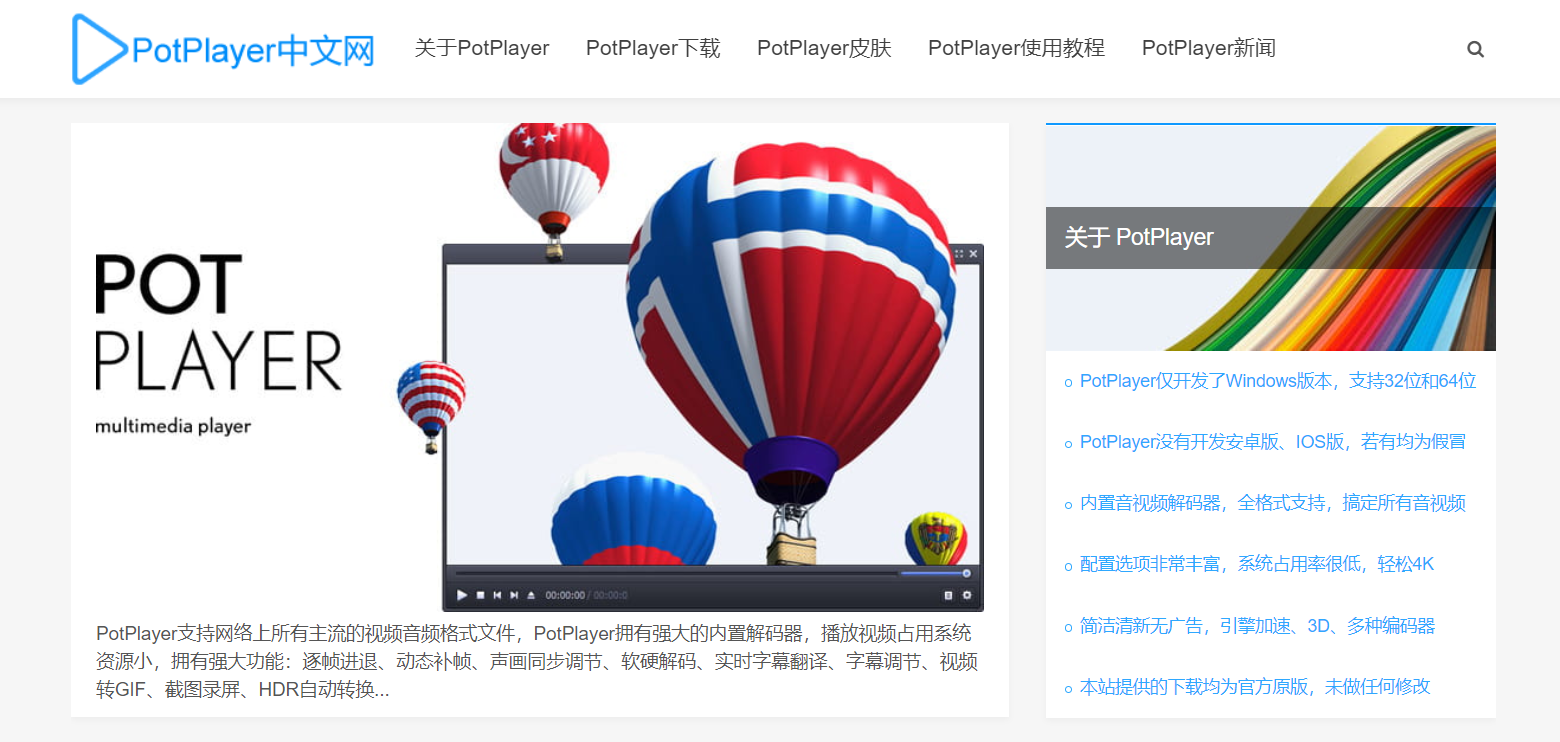 PotPlayer中文网
关于PotPlayer
PotPlayer下载
PotPlayer皮肤
PotPlayer使用教程
PotPlayer新闻
POT
PLAYER
multimedia player
00:00:00 / 00:00:0
PotPlayer支持网络上所有主流的视频音频格式文件，PotPlayer拥有强大的内置解码器，播放视频占用系统
资源小，拥有强大功能：逐帧进退、动态补帧、声画同步调节、软硬解码、实时字幕翻译、字幕调节、视频
转GIF、截图录屏、HDR自动转换...
关于 PotPlayer
PotPlayer仅开发了Windows版本，支持32位和64位
PotPlayer没有开发安卓版、IOS版，若有均为假冒
内置音视频解码器，全格式支持，搞定所有音视频
配置选项非常丰富，系统占用率很低，轻松4K
简洁清新无广告，引擎加速、3D、多种编码器
本站提供的下载均为官方原版，未做任何修改